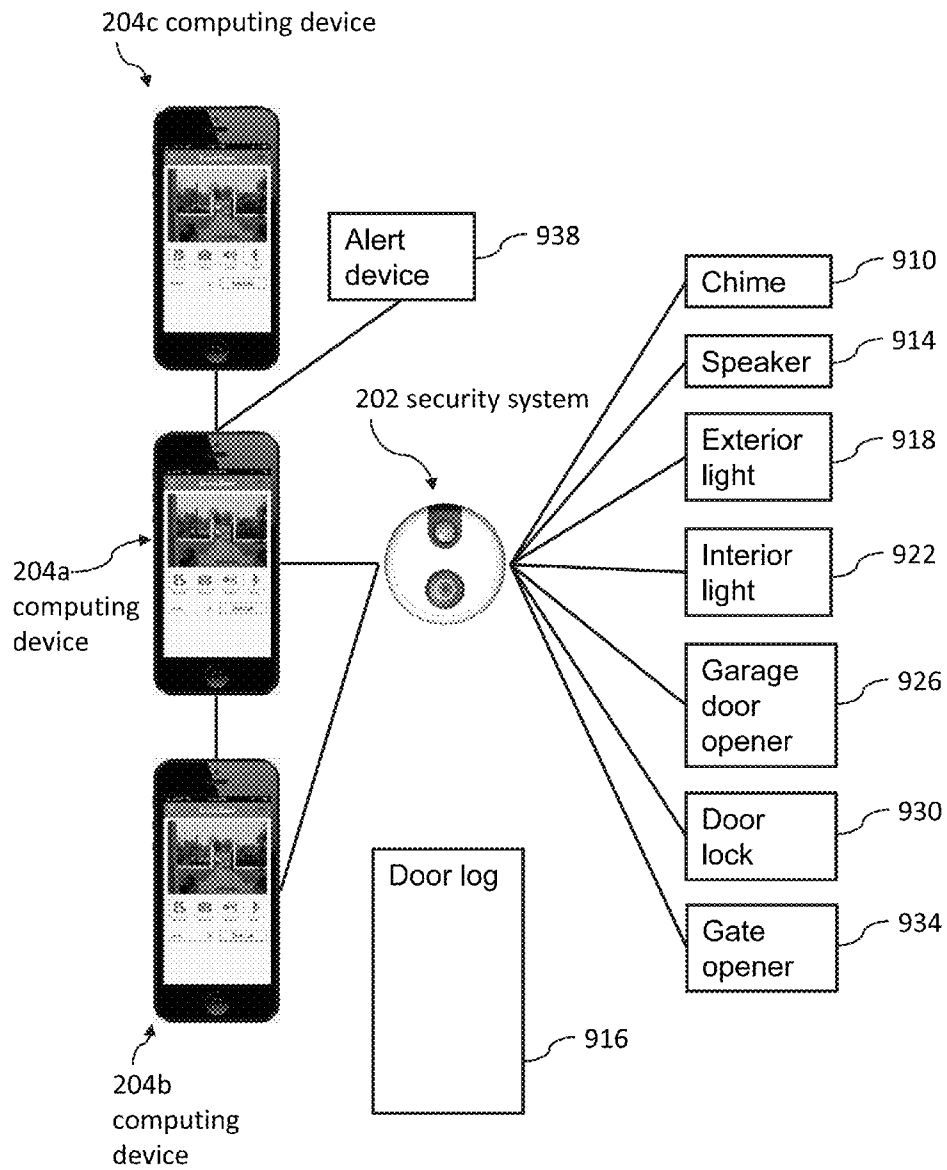 204c computing device
Alert
device
938
Chime
910
Speaker
914
202 security system
Exterior
light
918
204a
computing
device
Interior
light
922
Garage
door
opener
926
Door
lock
930
Door log
Gate
opener
934
916
204b
computing
device